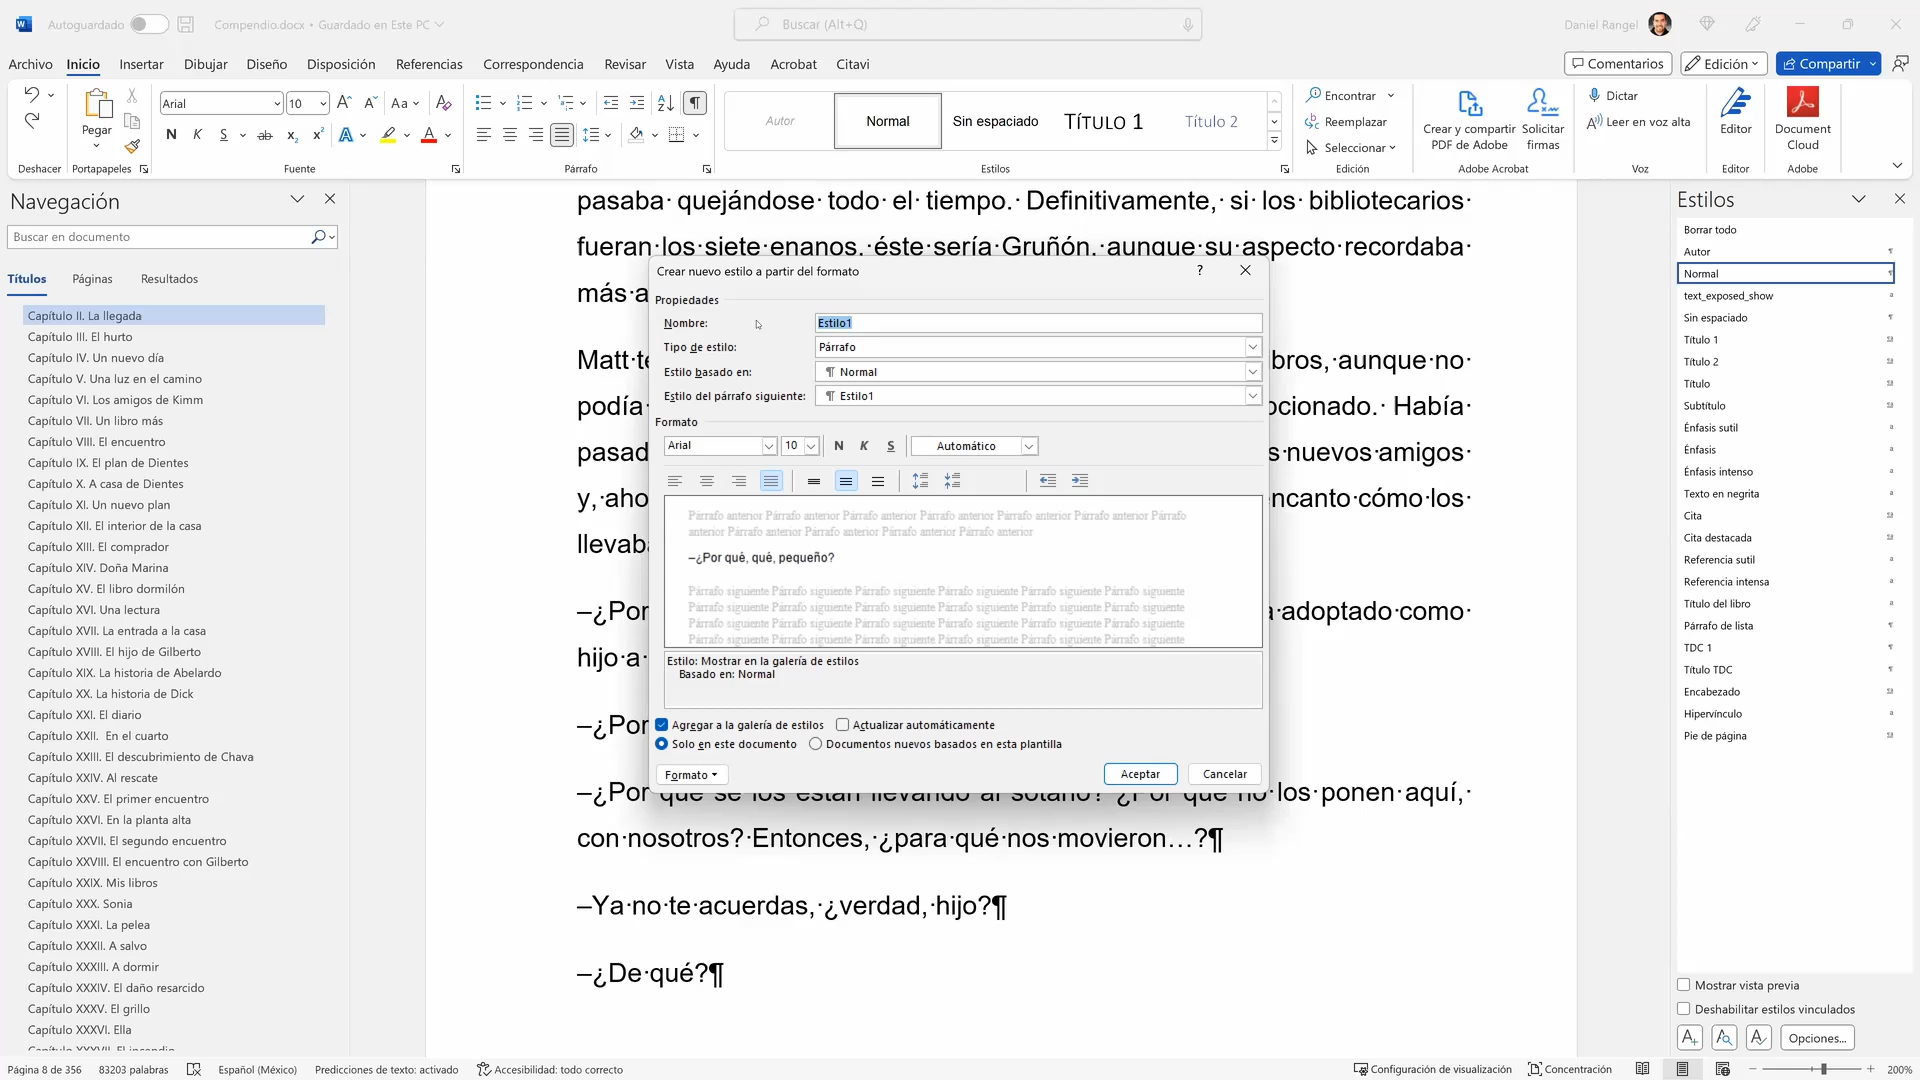 Autoguardado
Compendio.docx • Guardado en Este PC
Buscar (Alt+Q)
Daniel Rangel
Archivo
Inicio
Insertar
Dibujar
Diseño
Disposición
Referencias
Correspondencia
Revisar
Vista
Ayuda
Acrobat
Citavi
Comentarios
Edición
Compartir
Pegar
Arial
10
Aa
N K S ab x₂ x²
Autor
Normal
Sin espaciado
TÍTULO 1
Título 2
Encontrar
Reemplazar
Seleccionar
Crear y compartir
PDF de Adobe
Solicitar
firmas
Dictar
Leer en voz alta
Editor
Document
Cloud
Deshacer
Portapapeles
Fuente
Párrafo
Estilos
Edición
Adobe Acrobat
Voz
Editor
Adobe
Navegación
Buscar en documento
Títulos
Páginas
Resultados
Capítulo II. La llegada
Capítulo III. El hurto
Capítulo IV. Un nuevo día
Capítulo V. Una luz en el camino
Capítulo VI. Los amigos de Kimm
Capítulo VII. Un libro más
Capítulo VIII. El encuentro
Capítulo IX. El plan de Dientes
Capítulo X. A casa de Dientes
Capítulo XI. Un nuevo plan
Capítulo XII. El interior de la casa
Capítulo XIII. El comprador
Capítulo XIV. Doña Marina
Capítulo XV. El libro dormilón
Capítulo XVI. Una lectura
Capítulo XVII. La entrada a la casa
Capítulo XVIII. El hijo de Gilberto
Capítulo XIX. La historia de Abelardo
Capítulo XX. La historia de Dick
Capítulo XXI. El diario
Capítulo XXII. En el cuarto
Capítulo XXIII. El descubrimiento de Chava
Capítulo XXIV. Al rescate
Capítulo XXV. El primer encuentro
Capítulo XXVI. En la planta alta
Capítulo XXVII. El segundo encuentro
Capítulo XXVIII. El encuentro con Gilberto
Capítulo XXIX. Mis libros
Capítulo XXX. Sonia
Capítulo XXXI. La pelea
Capítulo XXXII. A salvo
Capítulo XXXIII. A dormir
Capítulo XXXIV. El daño resarcido
Capítulo XXXV. El grillo
Capítulo XXXVI. Ella
Capítulo XXXVII. El incendio
pasaba· quejándose· todo· el· tiempo.· Definitivamente,· si· los· bibliotecarios·
fueran·los·siete·enanos,·éste·sería·Gruñón,·aunque·su·aspecto·recordaba·
más·a
Matt·t
bros,·aunque·no·
podía·
ocionado.· Había·
pasad
s·nuevos·amigos·
y,·aho
ncanto·cómo·los·
llevab
–¿Por
a·adoptado·como·
hijo·a·
–¿Por
–¿Por·qué·se·los·están·llevando·al·sótano?·¿Por·qué·no·los·ponen·aquí,·
con·nosotros?·Entonces,·¿para·qué·nos·movieron…?¶
–Ya·no·te·acuerdas,·¿verdad,·hijo?¶
–¿De·qué?¶
Crear nuevo estilo a partir del formato
?
Propiedades
Nombre:
Estilo1
Tipo de estilo:
Párrafo
Estilo basado en:
¶ Normal
Estilo del párrafo siguiente:
¶ Estilo1
Formato
Arial
10
N K S
Automático
Párrafo anterior Párrafo anterior Párrafo anterior Párrafo anterior Párrafo anterior Párrafo anterior Párrafo
anterior Párrafo anterior Párrafo anterior Párrafo anterior Párrafo anterior
–¿Por qué, qué, pequeño?
Párrafo siguiente Párrafo siguiente Párrafo siguiente Párrafo siguiente Párrafo siguiente Párrafo siguiente
Párrafo siguiente Párrafo siguiente Párrafo siguiente Párrafo siguiente Párrafo siguiente Párrafo siguiente
Párrafo siguiente Párrafo siguiente Párrafo siguiente Párrafo siguiente Párrafo siguiente Párrafo siguiente
Párrafo siguiente Párrafo siguiente Párrafo siguiente Párrafo siguiente Párrafo siguiente Párrafo siguiente
Estilo: Mostrar en la galería de estilos
Basado en: Normal
Agregar a la galería de estilos
Actualizar automáticamente
Solo en este documento
Documentos nuevos basados en esta plantilla
Formato
Aceptar
Cancelar
Estilos
Borrar todo
Autor ¶
Normal ¶
text_exposed_show a
Sin espaciado ¶
Título 1
Título 2
Título
Subtítulo
Énfasis sutil a
Énfasis a
Énfasis intenso a
Texto en negrita a
Cita
Cita destacada
Referencia sutil a
Referencia intensa a
Título del libro a
Párrafo de lista ¶
TDC 1 ¶
Título TDC ¶
Encabezado
Hipervínculo a
Pie de página
Mostrar vista previa
Deshabilitar estilos vinculados
Opciones...
Página 8 de 356
83203 palabras
Español (México)
Predicciones de texto: activado
Accesibilidad: todo correcto
Configuración de visualización
Concentración
200%